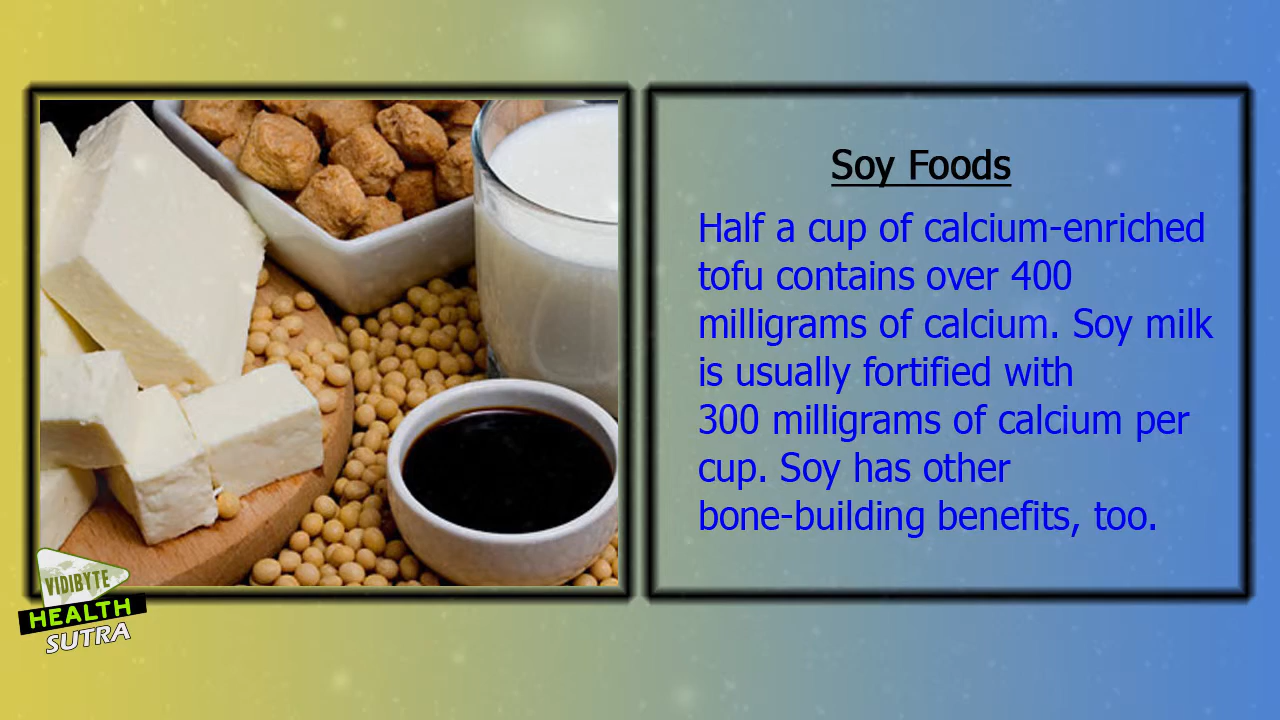 Soy Foods
Half a cup of calcium-enriched
tofu contains over 400
milligrams of calcium. Soy milk
is usually fortified with
300 milligrams of calcium per
cup. Soy has other
bone-building benefits, too.
VIDIBYTE
HEALTH
SUTRA